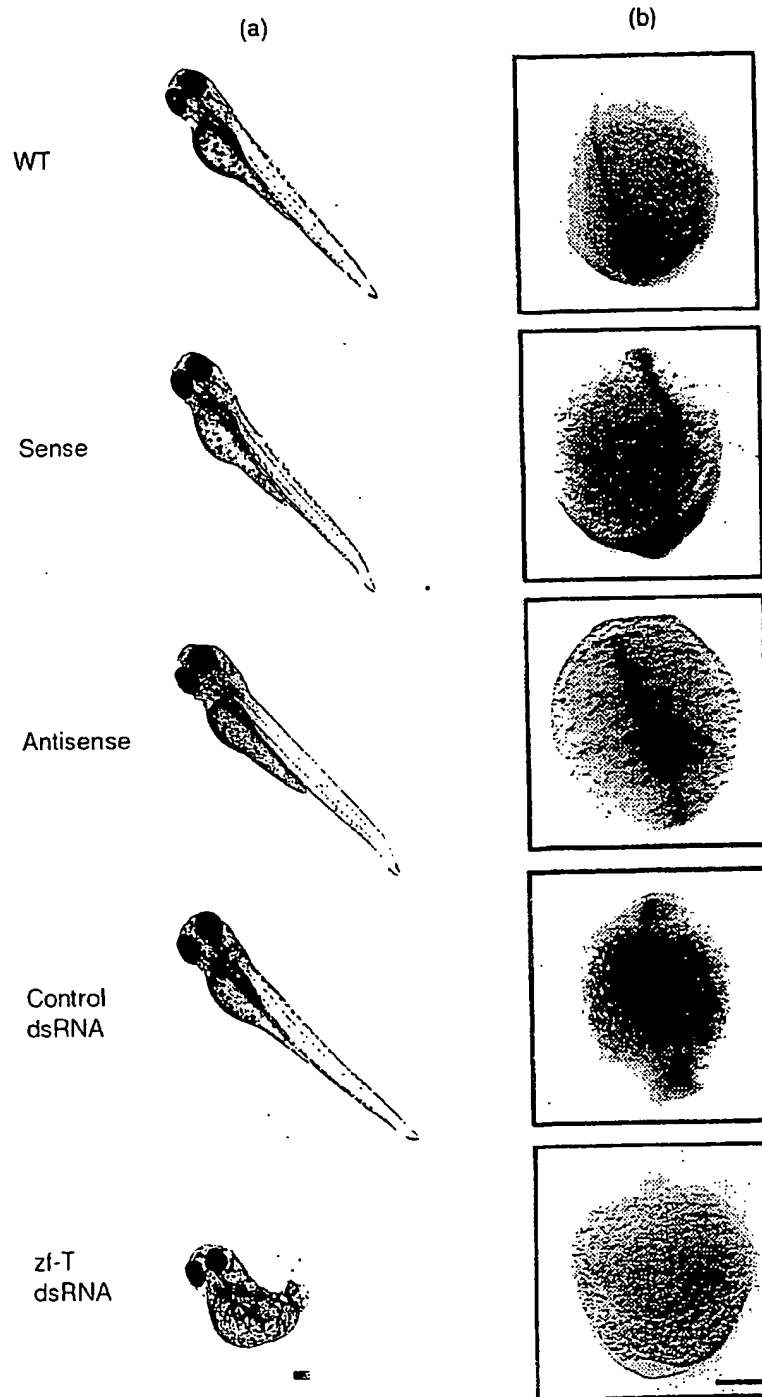 (a)
(b)
WT
Sense
Antisense
Control
dsRNA
zf-T
dsRNA